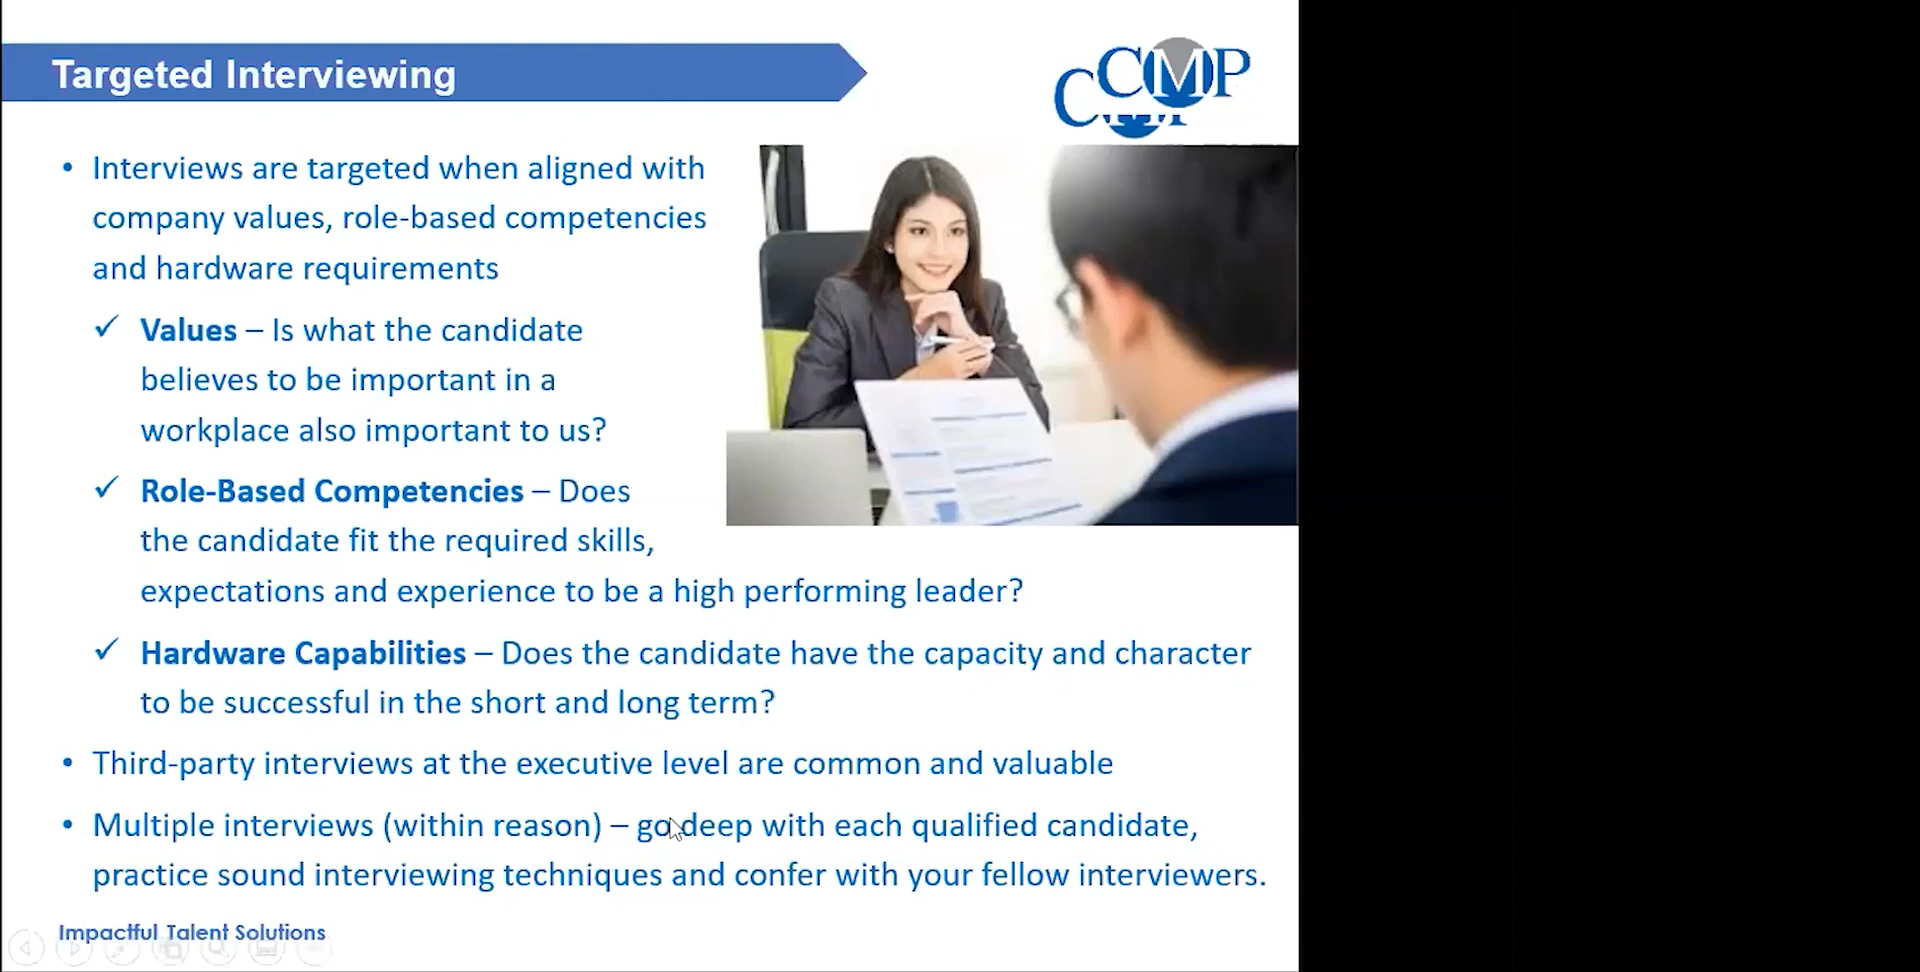 Targeted Interviewing
CMP
CMP
• Interviews are targeted when aligned with
company values, role-based competencies
and hardware requirements
✓ Values – Is what the candidate
believes to be important in a
workplace also important to us?
✓ Role-Based Competencies – Does
the candidate fit the required skills,
expectations and experience to be a high performing leader?
✓ Hardware Capabilities – Does the candidate have the capacity and character
to be successful in the short and long term?
• Third-party interviews at the executive level are common and valuable
• Multiple interviews (within reason) – go deep with each qualified candidate,
practice sound interviewing techniques and confer with your fellow interviewers.
Impactful Talent Solutions